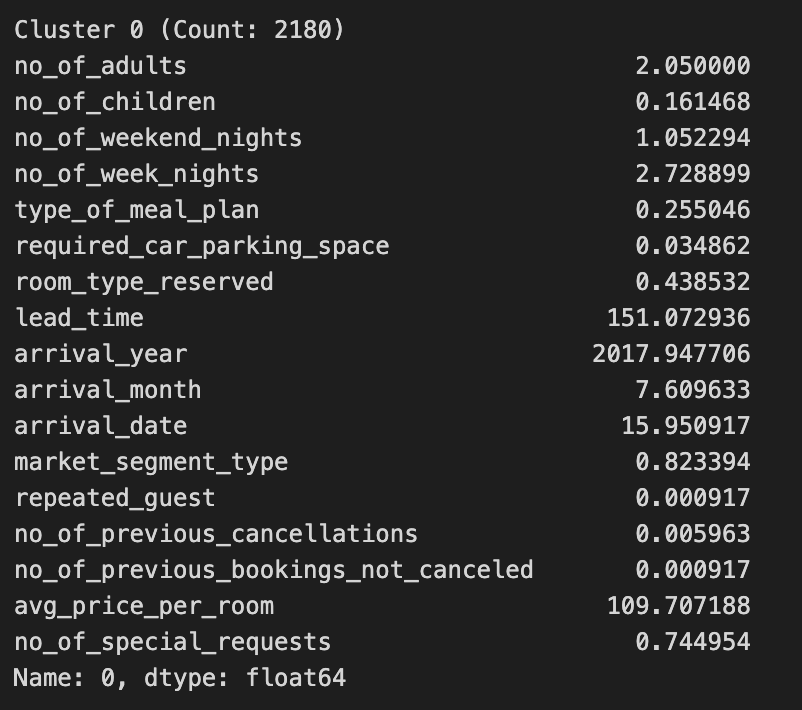 Cluster 0 (Count: 2180)
no_of_adults 2.050000
no_of_children 0.161468
no_of_weekend_nights 1.052294
no_of_week_nights 2.728899
type_of_meal_plan 0.255046
required_car_parking_space 0.034862
room_type_reserved 0.438532
lead_time 151.072936
arrival_year 2017.947706
arrival_month 7.609633
arrival_date 15.950917
market_segment_type 0.823394
repeated_guest 0.000917
no_of_previous_cancellations 0.005963
no_of_previous_bookings_not_canceled 0.000917
avg_price_per_room 109.707188
no_of_special_requests 0.744954
Name: 0, dtype: float64